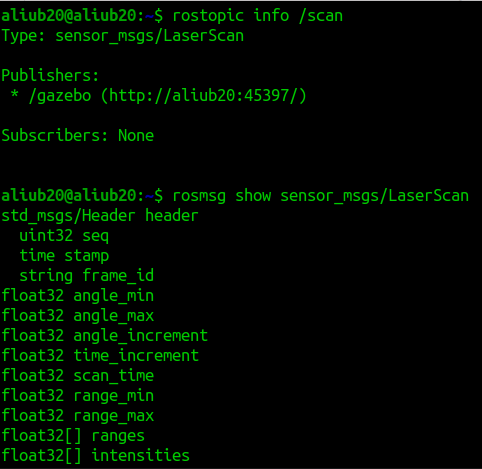 aliub20@aliub20:~$ rostopic info /scan
Type: sensor_msgs/LaserScan

Publishers:
 * /gazebo (http://aliub20:45397/)

Subscribers: None


aliub20@aliub20:~$ rosmsg show sensor_msgs/LaserScan
std_msgs/Header header
  uint32 seq
  time stamp
  string frame_id
float32 angle_min
float32 angle_max
float32 angle_increment
float32 time_increment
float32 scan_time
float32 range_min
float32 range_max
float32[] ranges
float32[] intensities